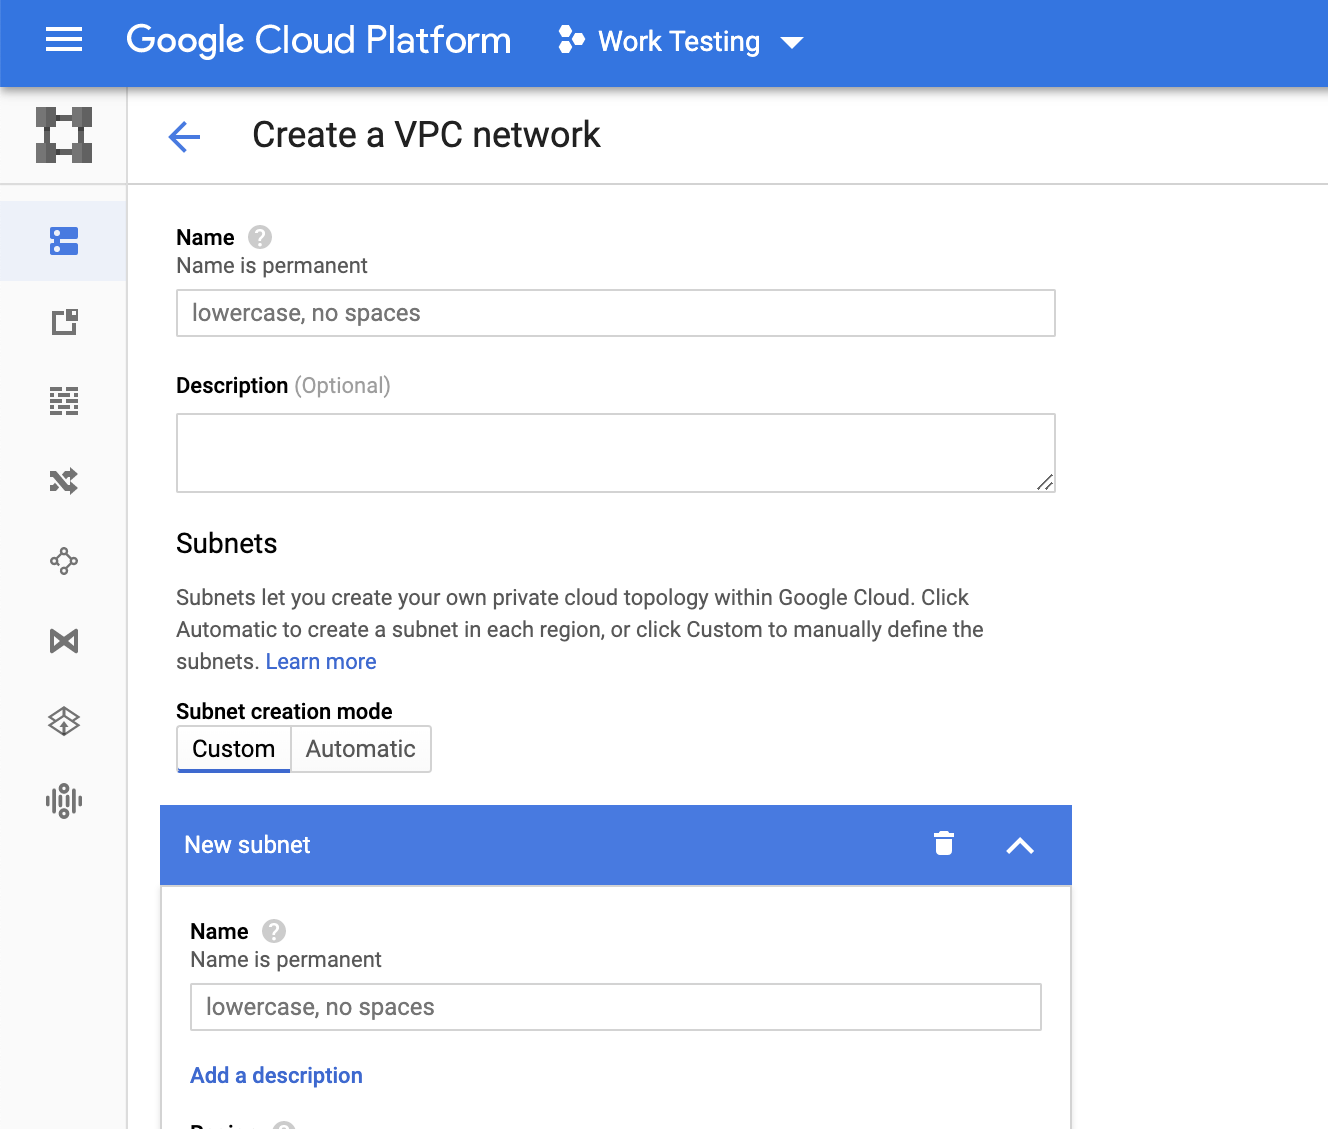 Google Cloud Platform
Work Testing
Create a VPC network
Name
Name is permanent
lowercase, no spaces
Description (Optional)
Subnets
Subnets let you create your own private cloud topology within Google Cloud. Click
Automatic to create a subnet in each region, or click Custom to manually define the
subnets. Learn more
Subnet creation mode
Custom
Automatic
New subnet
Name
Name is permanent
lowercase, no spaces
Add a description